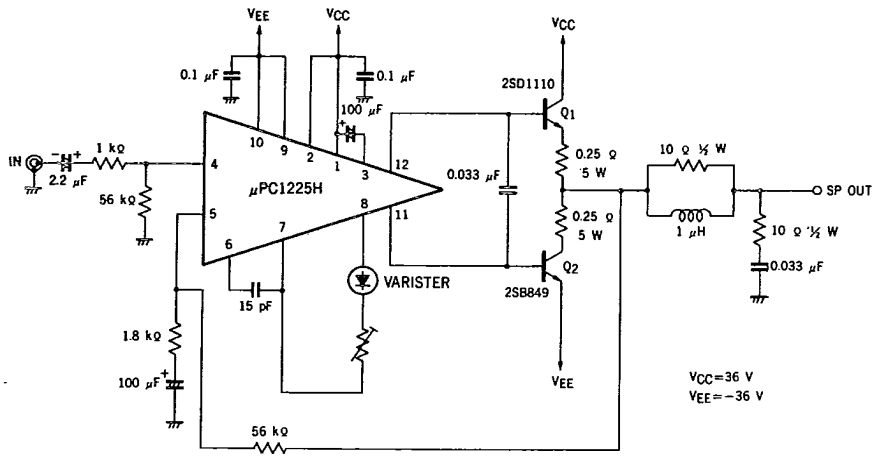 VEE
VCC
VCC
0.1 μF
0.1 μF
100 μF
+
2SD1110
Q1
10
9
2
1
3
12
IN
− +
2.2 μF
1 kΩ
4
56 kΩ
μPC1225H
0.033 μF
0.25 Ω
5 W
10 Ω ½ W
SP OUT
5
6
7
8
11
0.25 Ω
5 W
1 μH
10 Ω ½ W
Q2
15 pF
VARISTER
2SB849
0.033 μF
1.8 kΩ
100 μF
+
VEE
VCC=36 V
VEE=−36 V
56 kΩ